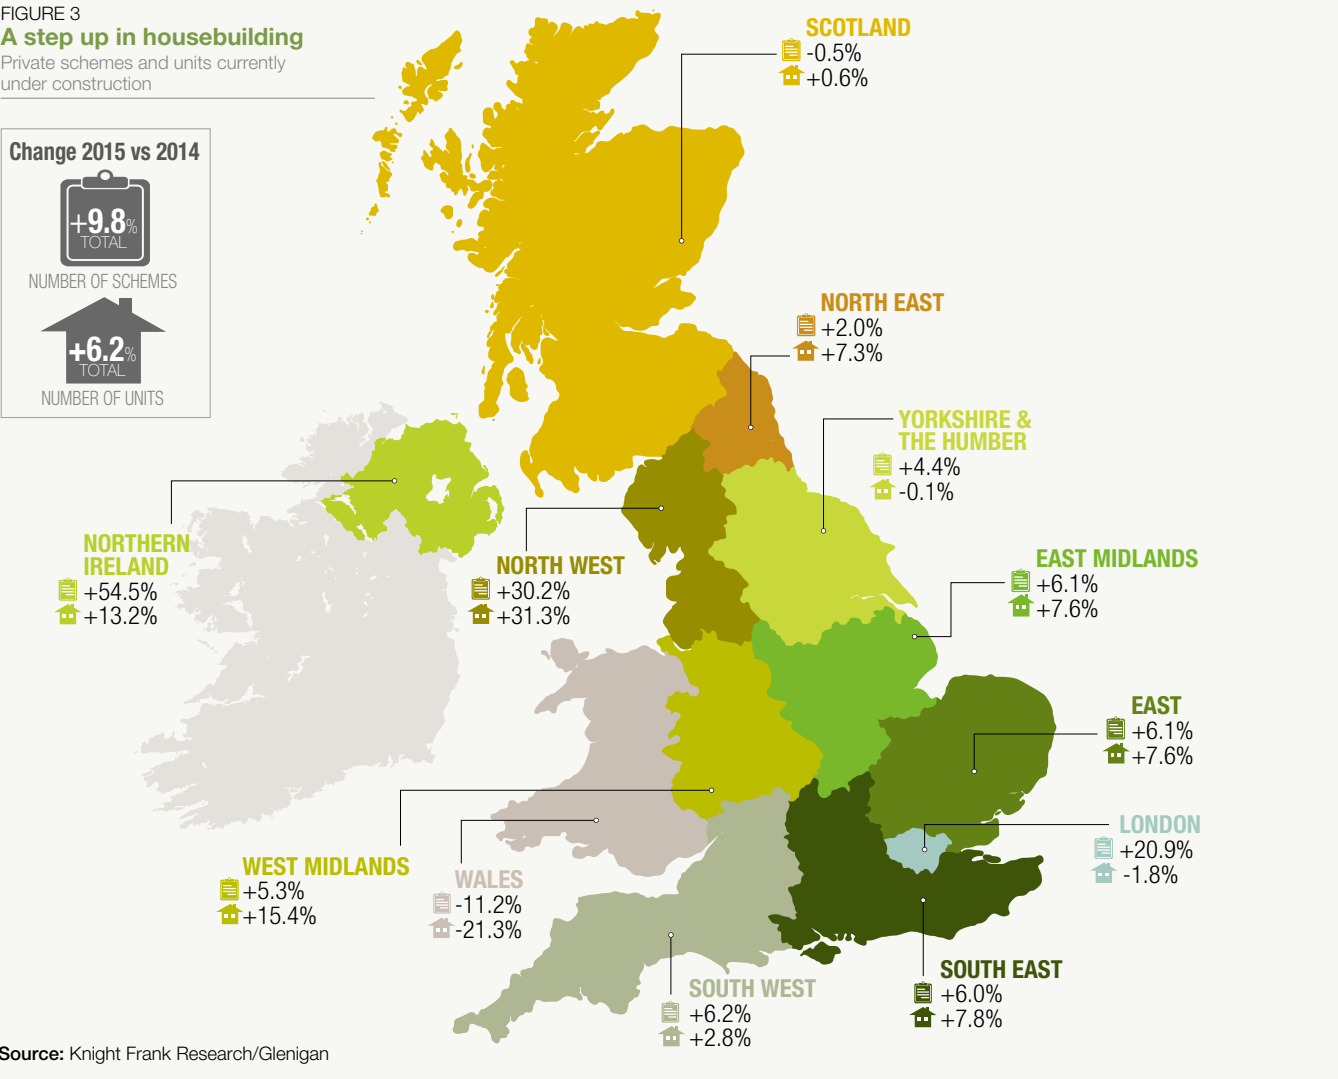 FIGURE 3
A step up in housebuilding
Private schemes and units currently
under construction
Change 2015 vs 2014
+9.8%
TOTAL
NUMBER OF SCHEMES
+6.2%
TOTAL
NUMBER OF UNITS
SCOTLAND
-0.5%
+0.6%
NORTH EAST
+2.0%
+7.3%
YORKSHIRE &
THE HUMBER
+4.4%
-0.1%
NORTHERN
IRELAND
+54.5%
+13.2%
NORTH WEST
+30.2%
+31.3%
EAST MIDLANDS
+6.1%
+7.6%
EAST
+6.1%
+7.6%
LONDON
+20.9%
-1.8%
WEST MIDLANDS
+5.3%
+15.4%
WALES
-11.2%
-21.3%
SOUTH WEST
+6.2%
+2.8%
SOUTH EAST
+6.0%
+7.8%
Source: Knight Frank Research/Glenigan